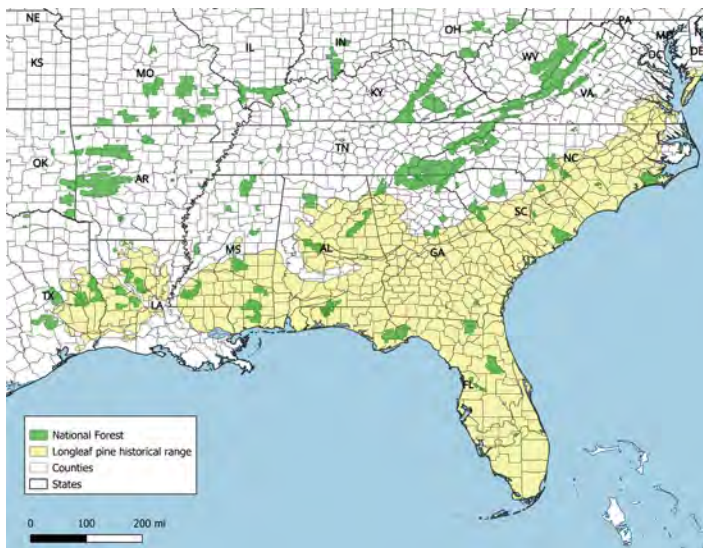 NE
IL
IN
OH
PA
MD
N
KS
MO
WV
DC
DE
KY
VA
OK
TN
NC
AR
SC
MS
AL
GA
TX
LA
FL
National Forest
Longleaf pine historical range
Counties
States
0 100 200 mi